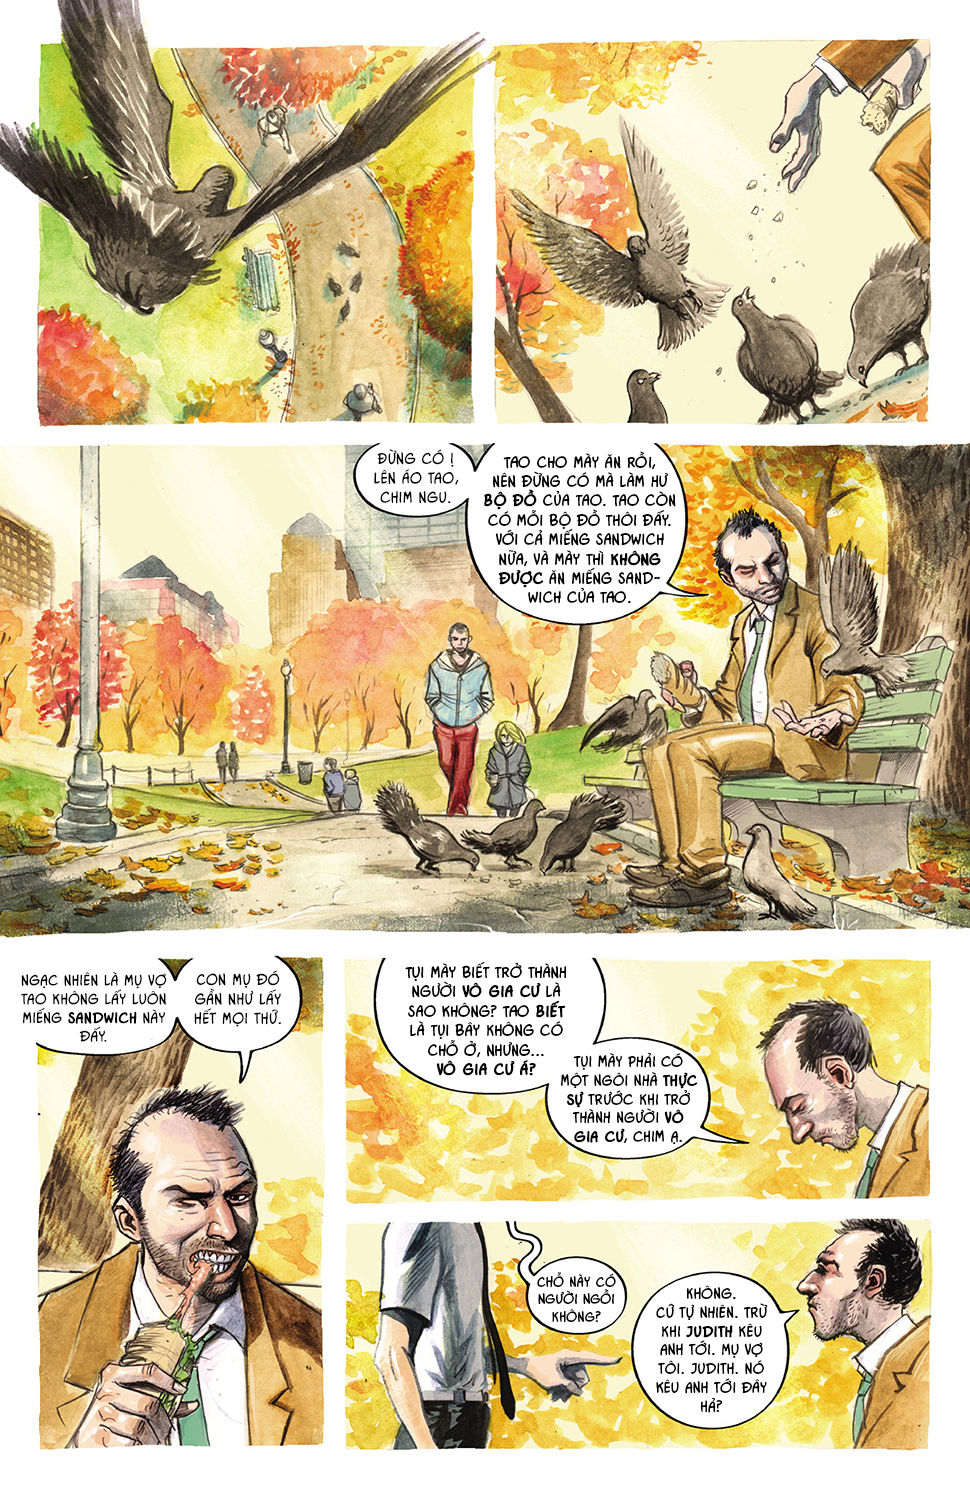 ĐỪNG CÓ Ị
LÊN ÁO TAO,
CHIM NGU.
TAO CHO MÀY ĂN RỒI,
NÊN ĐỪNG CÓ MÀ LÀM HƯ
BỘ ĐỒ CỦA TAO. TAO CÒN
CÓ MỖI BỘ ĐỒ THÔI ĐẤY.
VỚI CẢ MIẾNG SANDWICH
NỮA, VÀ MÀY THÌ KHÔNG
ĐƯỢC ĂN MIẾNG SAND-
WICH CỦA TAO.
NGẠC NHIÊN LÀ MỤ VỢ
TAO KHÔNG LẤY LUÔN
MIẾNG SANDWICH NÀY
ĐẤY.
CON MỤ ĐÓ
GẦN NHƯ LẤY
HẾT MỌI THỨ.
TỤI MÀY BIẾT TRỞ THÀNH
NGƯỜI VÔ GIA CƯ LÀ
SAO KHÔNG? TAO BIẾT
LÀ TỤI BÂY KHÔNG CÓ
CHỖ Ở, NHƯNG...
VÔ GIA CƯ Á?
TỤI MÀY PHẢI CÓ
MỘT NGÔI NHÀ THỰC
SỰ TRƯỚC KHI TRỞ
THÀNH NGƯỜI VÔ
GIA CƯ, CHIM Ạ.
CHỖ NÀY CÓ
NGƯỜI NGỒI
KHÔNG?
KHÔNG.
CỨ TỰ NHIÊN. TRỪ
KHI JUDITH KÊU
ANH TỚI. MỤ VỢ
TÔI. JUDITH. NÓ
KÊU ANH TỚI ĐÂY
HẢ?